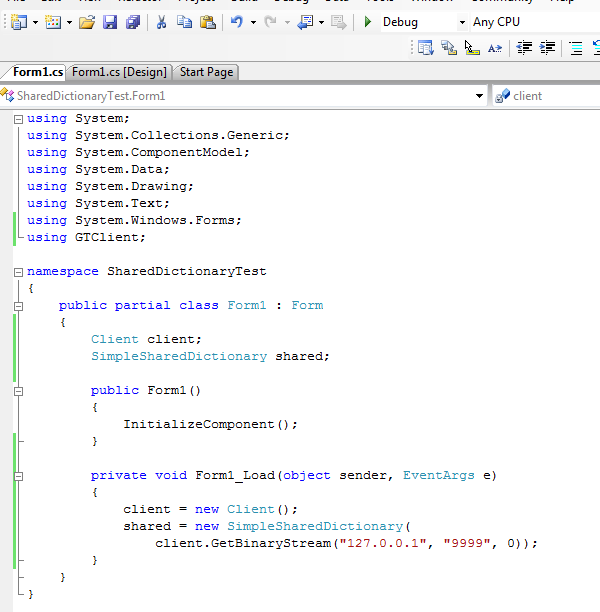 Debug Any CPU
Form1.cs Form1.cs [Design] Start Page
SharedDictionaryTest.Form1 client
using System;
using System.Collections.Generic;
using System.ComponentModel;
using System.Data;
using System.Drawing;
using System.Text;
using System.Windows.Forms;
using GTClient;
namespace SharedDictionaryTest
{
public partial class Form1 : Form
{
Client client;
SimpleSharedDictionary shared;
public Form1()
{
InitializeComponent();
}
private void Form1_Load(object sender, EventArgs e)
{
client = new Client();
shared = new SimpleSharedDictionary(
client.GetBinaryStream("127.0.0.1", "9999", 0));
}
}
}